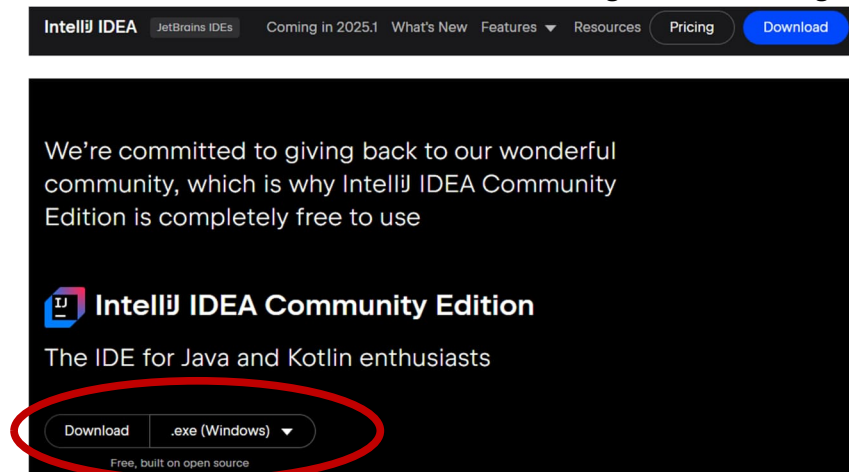 IntelliJ IDEA JetBrains IDEs Coming in 2025.1 What's New Features Resources Pricing Download
We're committed to giving back to our wonderful
community, which is why IntelliJ IDEA Community
Edition is completely free to use
IJ IntelliJ IDEA Community Edition
The IDE for Java and Kotlin enthusiasts
Download .exe (Windows)
Free, built on open source